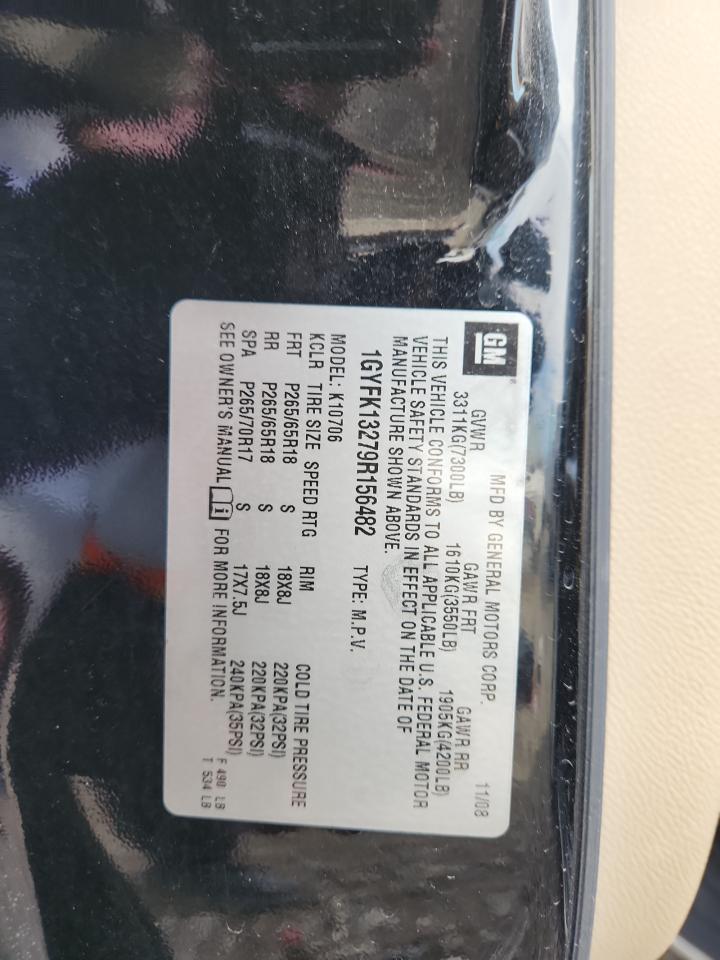 GM MFD BY GENERAL MOTORS CORP. 11/08
GVWR GAWR FRT GAWR RR
3311KG(7300LB) 1610KG(3550LB) 1905KG(4200LB)
THIS VEHICLE CONFORMS TO ALL APPLICABLE U.S. FEDERAL MOTOR
VEHICLE SAFETY STANDARDS IN EFFECT ON THE DATE OF
MANUFACTURE SHOWN ABOVE.
1GYFK13279R156482 TYPE: M.P.V.
MODEL: K10706
KCLR TIRE SIZE SPEED RTG RIM COLD TIRE PRESSURE
FRT P265/65R18 S 18X8J 220KPA(32PSI)
RR P265/65R18 S 18X8J 220KPA(32PSI)
SPA P265/70R17 S 17X7.5J 240KPA(35PSI)
SEE OWNER'S MANUAL i FOR MORE INFORMATION.
F 490 LB
T 534 LB